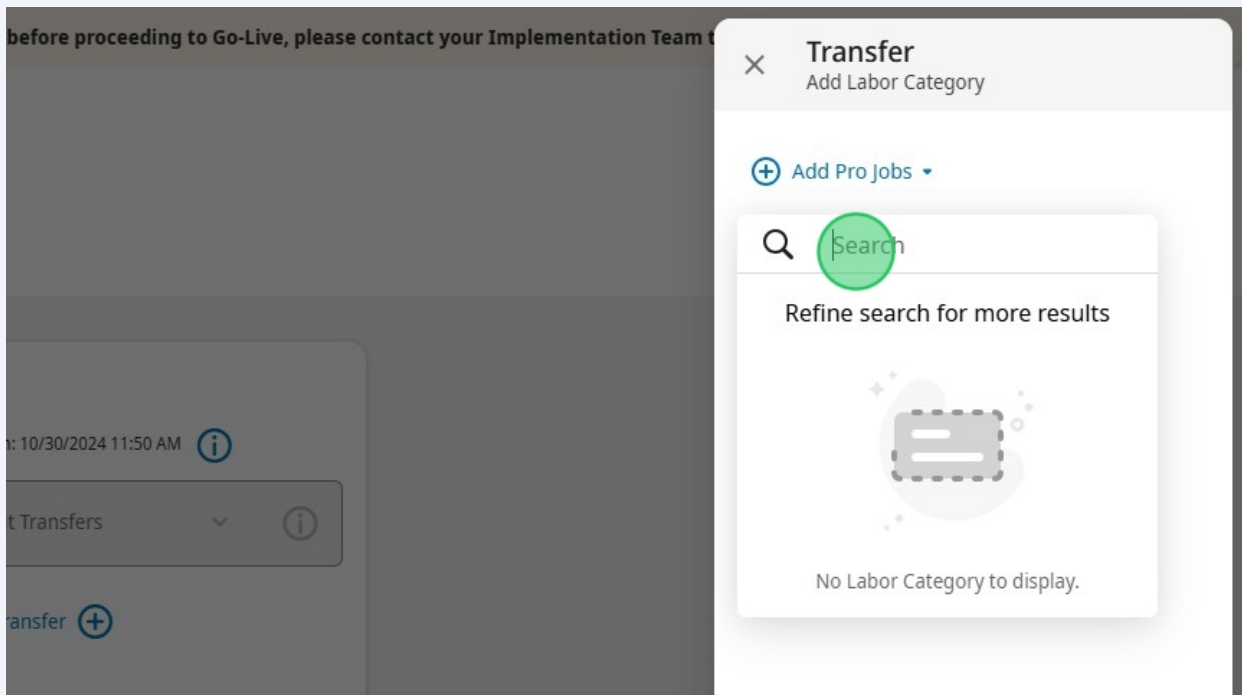 before proceeding to Go-Live, please contact your Implementation Team t
Transfer
Add Labor Category
Add Pro Jobs
Search
Refine search for more results
No Labor Category to display.
n: 10/30/2024 11:50 AM
t Transfers
ransfer